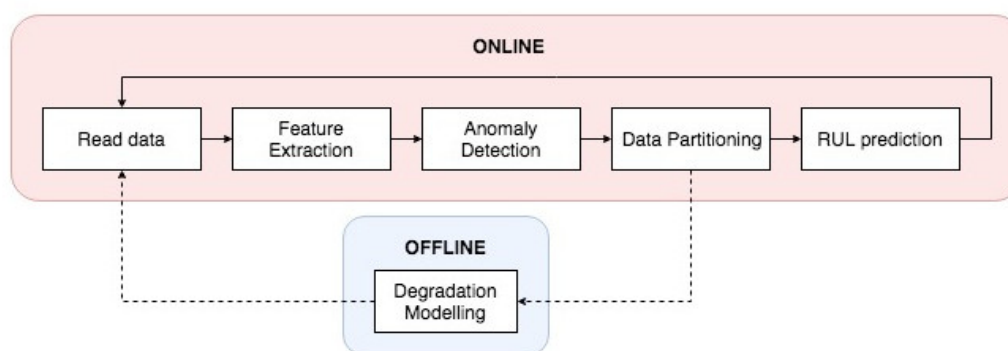 ONLINE
Read data
Feature
Extraction
Anomaly
Detection
Data Partitioning
RUL prediction
OFFLINE
Degradation
Modelling